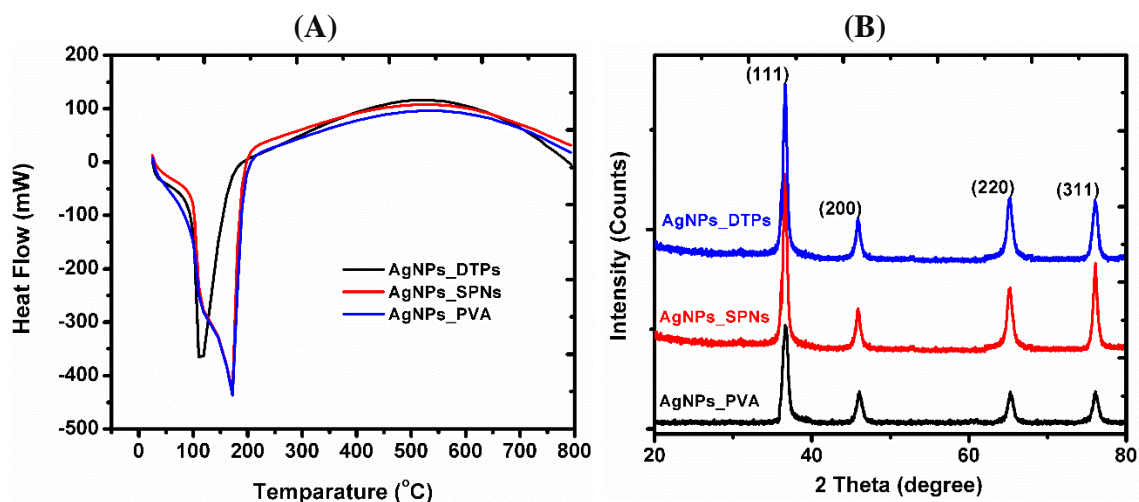 (A)
200
100
0
-100
-200
-300
-400
-500
Heat Flow (mW)
AgNPs_DTPs
AgNPs_SPNs
AgNPs_PVA
0 100 200 300 400 500 600 700 800
Temparature (°C)
(B)
Intensity (Counts)
(111)
(200)
(220)
(311)
AgNPs_DTPs
AgNPs_SPNs
AgNPs_PVA
20 40 60 80
2 Theta (degree)